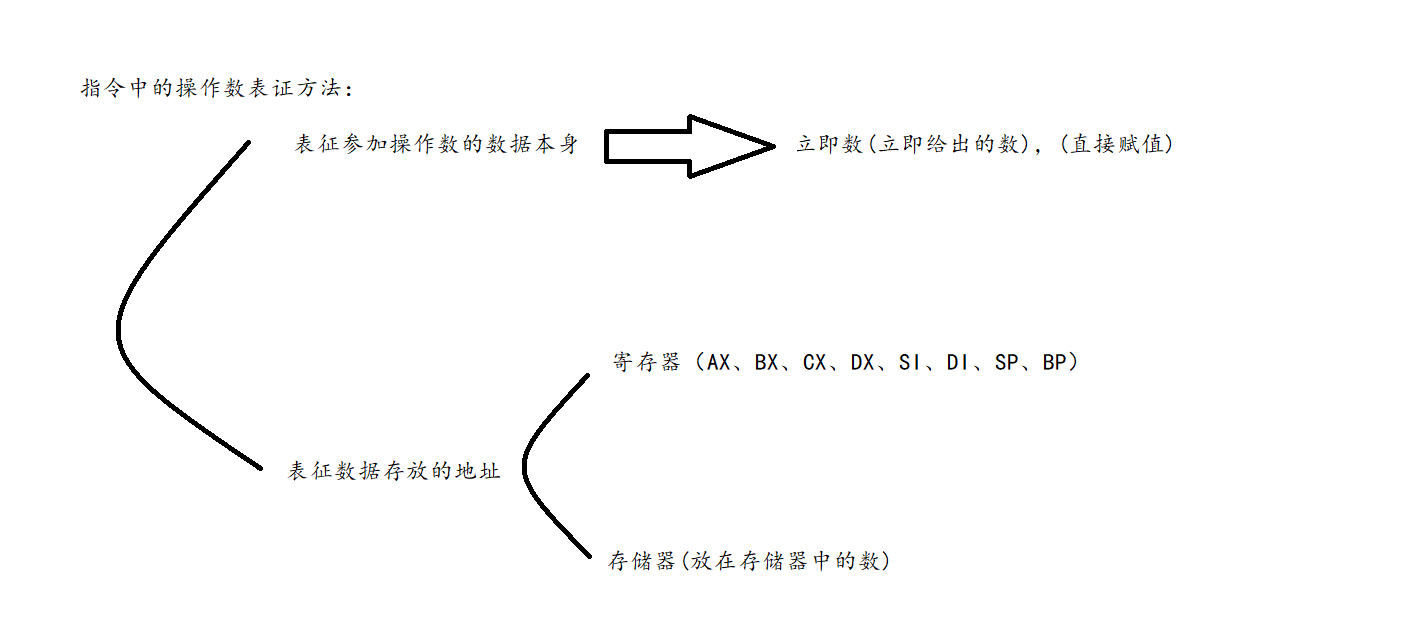 指令中的操作数表证方法：
表征参加操作数的数据本身
立即数(立即给出的数)，(直接赋值)
寄存器（AX、BX、CX、DX、SI、DI、SP、BP）
表征数据存放的地址
存储器(放在存储器中的数)